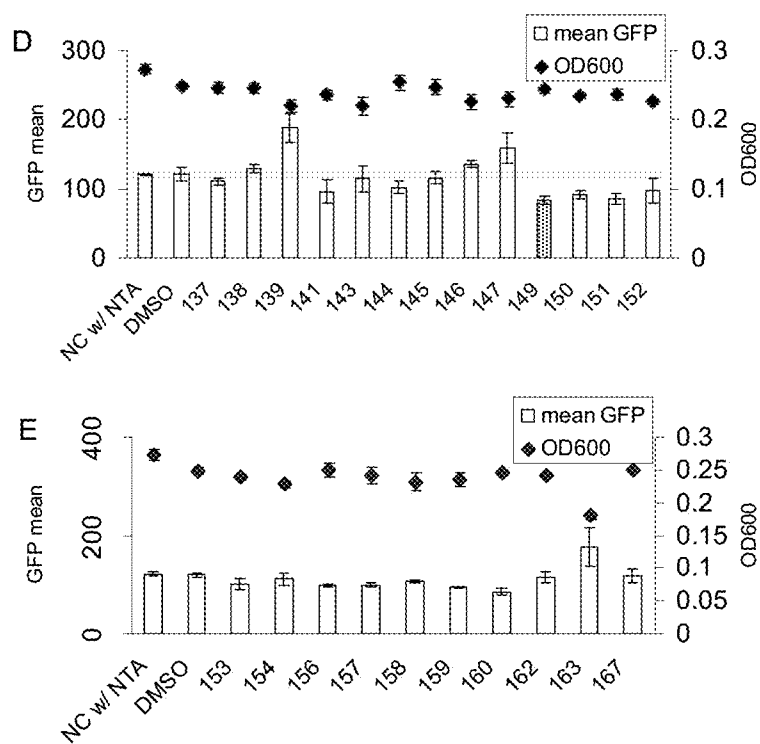 D
mean GFP
OD600
300
200
100
0
GFP mean
0.3
0.2
0.1
0
OD600
NC w/ NTA
DMSO
137
138
139
141
143
144
145
146
147
149
150
151
152
E
mean GFP
OD600
400
200
0
GFP mean
0.3
0.25
0.2
0.15
0.1
0.05
0
OD600
NC w/ NTA
DMSO
153
154
156
157
158
159
160
162
163
167